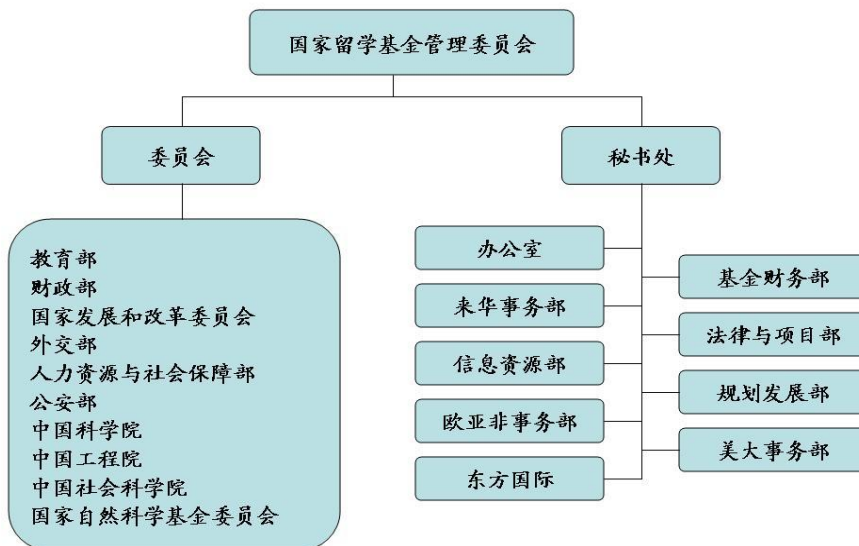 国家留学基金管理委员会
委员会
秘书处
教育部
财政部
国家发展和改革委员会
外交部
人力资源与社会保障部
公安部
中国科学院
中国工程院
中国社会科学院
国家自然科学基金委员会
办公室
来华事务部
信息资源部
欧亚非事务部
东方国际
基金财务部
法律与项目部
规划发展部
美大事务部